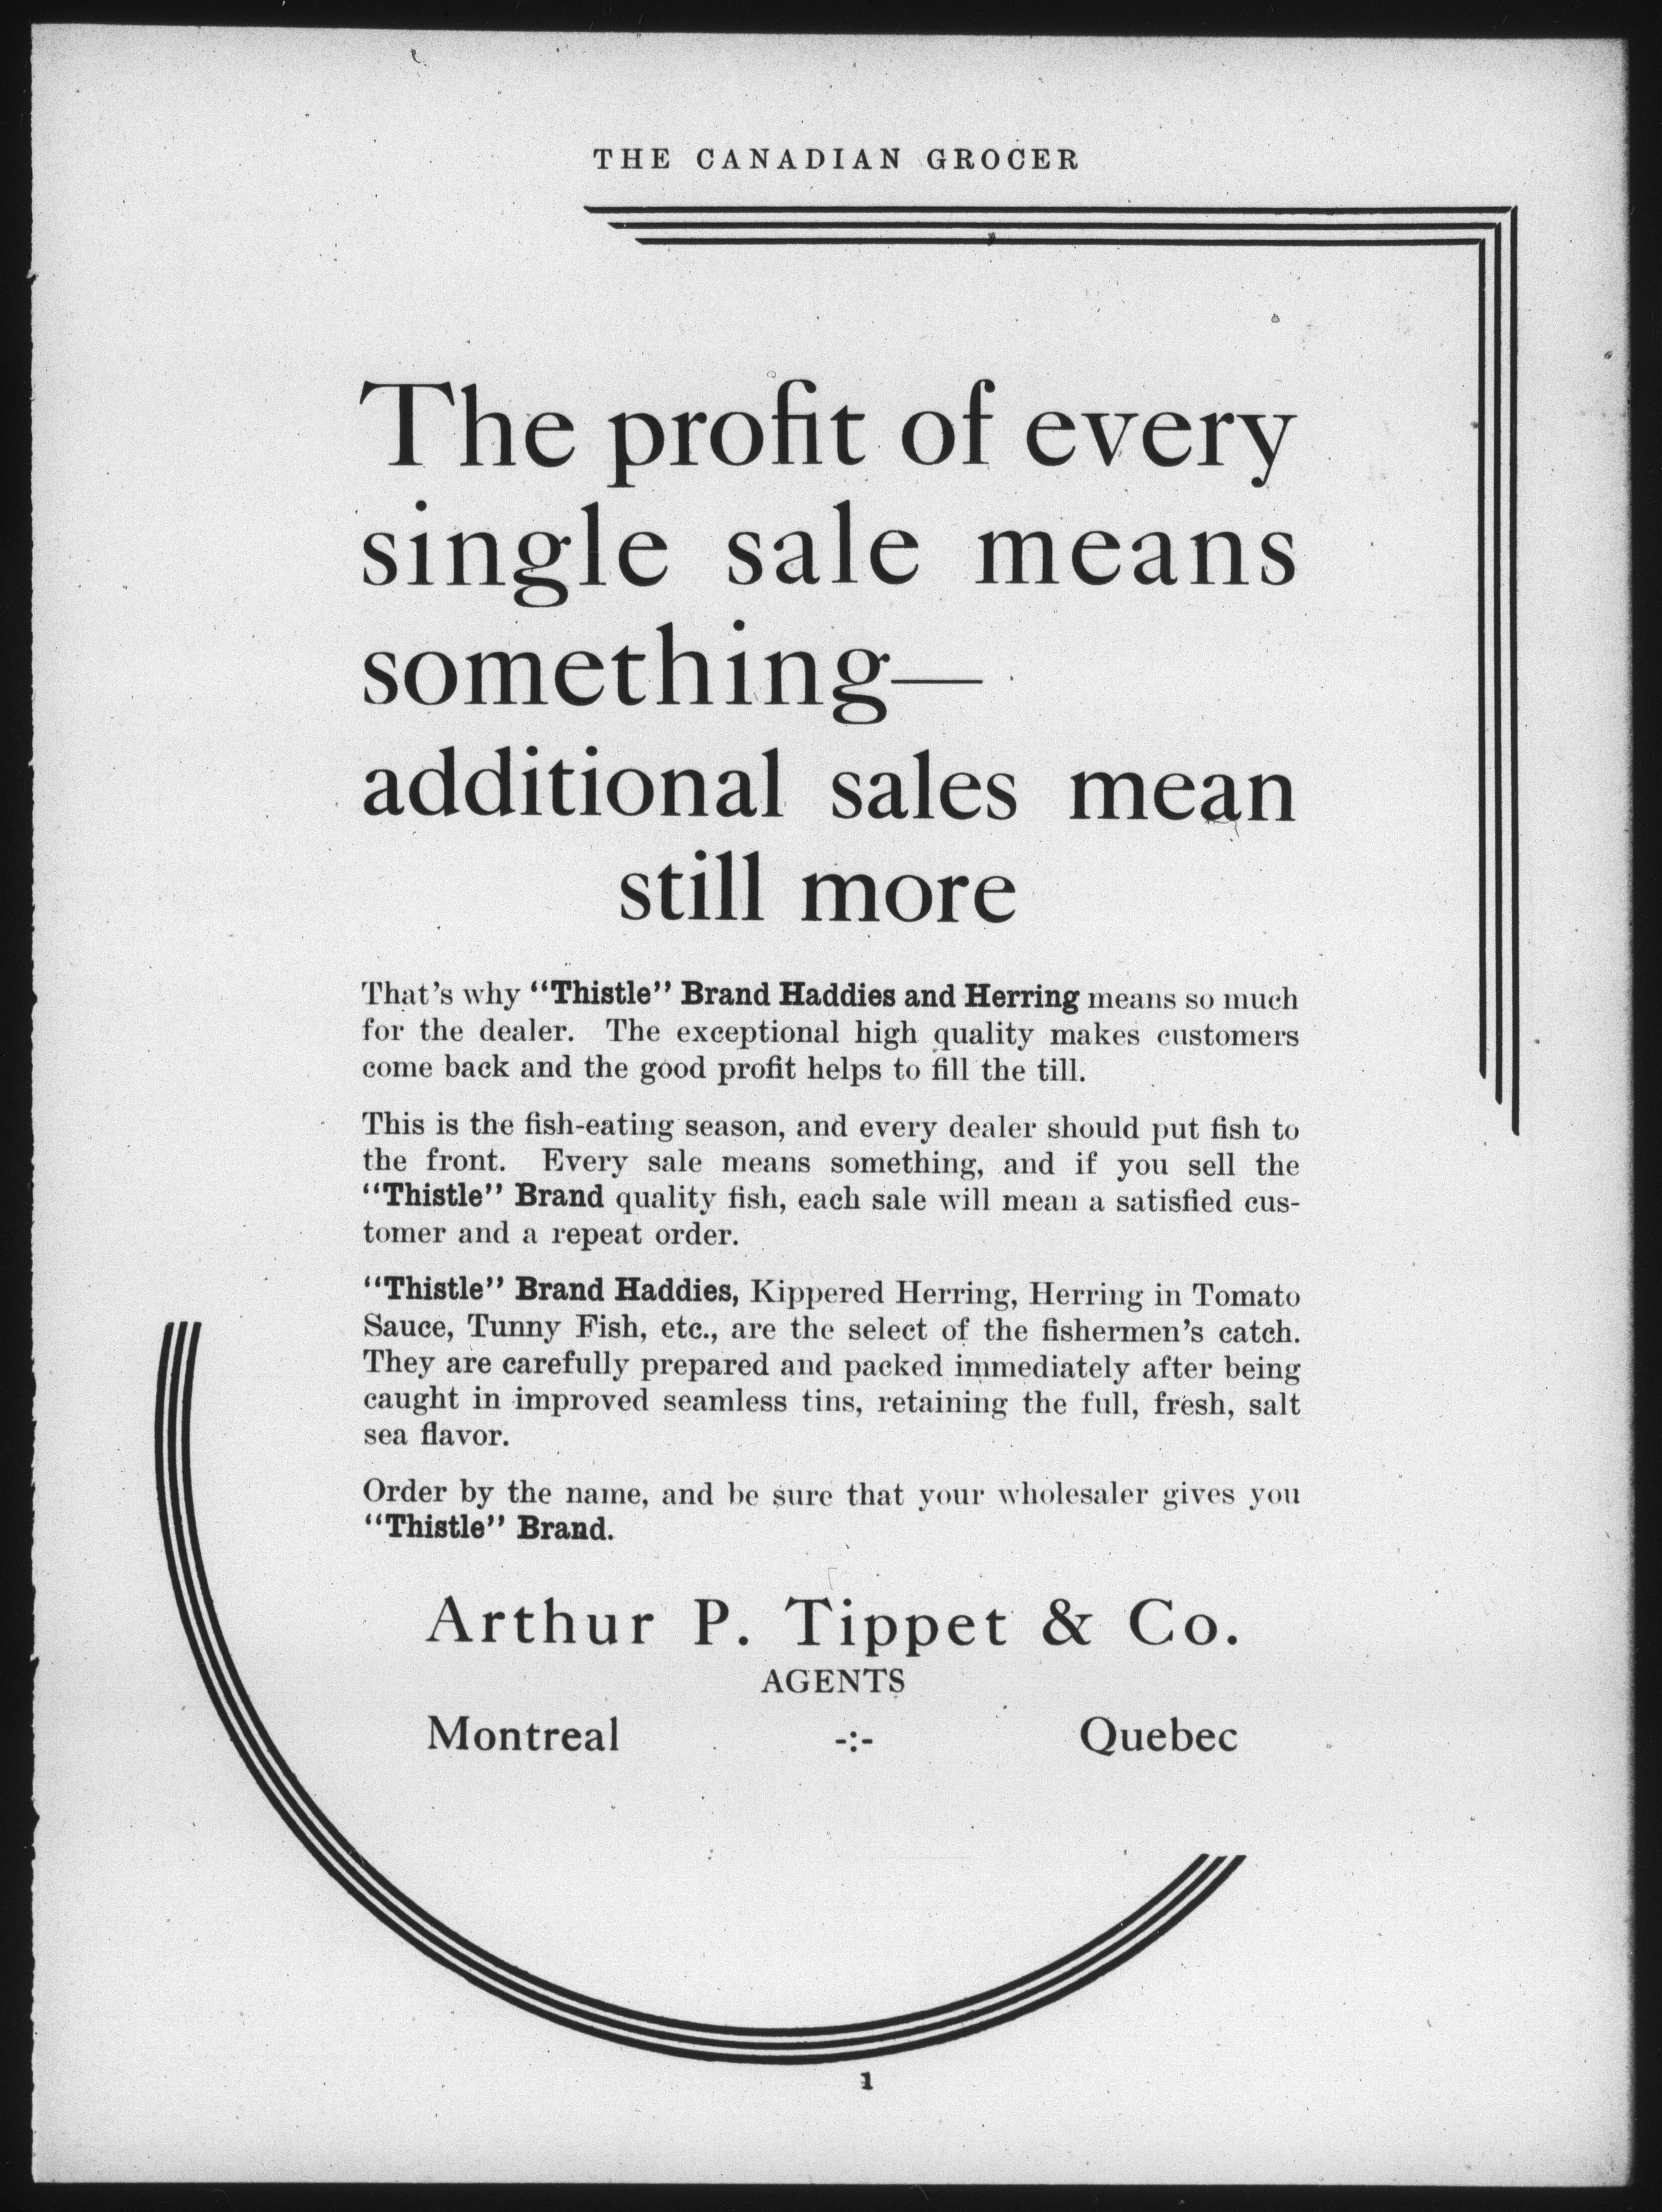 THE CANADIAN GROCER
The profit of every
single sale means
something—
additional sales mean
still more
That's why "Thistle" Brand Haddies and Herring means so much
for the dealer. The exceptional high quality makes customers
come back and the good profit helps to fill the till.
This is the fish-eating season, and every dealer should put fish to
the front. Every sale means something, and if you sell the
"Thistle" Brand quality fish, each sale will mean a satisfied cus-
tomer and a repeat order.
"Thistle" Brand Haddies, Kippered Herring, Herring in Tomato
Sauce, Tunny Fish, etc., are the select of the fishermen's catch.
They are carefully prepared and packed immediately after being
caught in improved seamless tins, retaining the full, fresh, salt
sea flavor.
Order by the name, and be sure that your wholesaler gives you
"Thistle" Brand.
Arthur P. Tippet & Co.
AGENTS
Montreal -:- Quebec
1